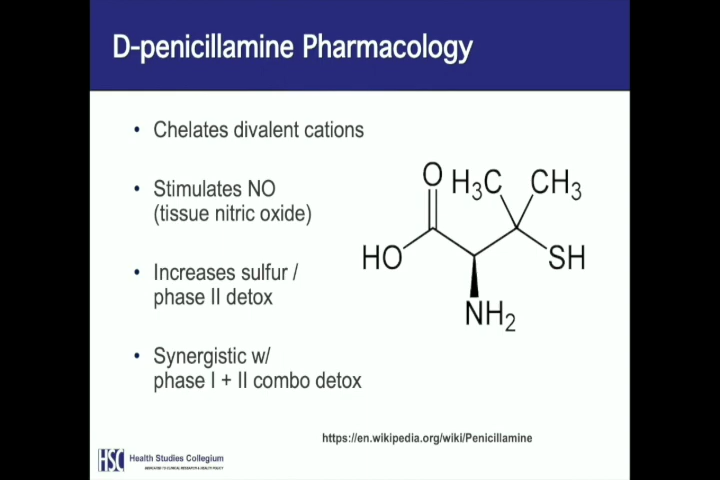 D-penicillamine Pharmacology
• Chelates divalent cations
• Stimulates NO
(tissue nitric oxide)
• Increases sulfur /
phase II detox
• Synergistic w/
phase I + II combo detox
O
H3C
CH3
HO
SH
NH2
https://en.wikipedia.org/wiki/Penicillamine
HSC Health Studies Collegium